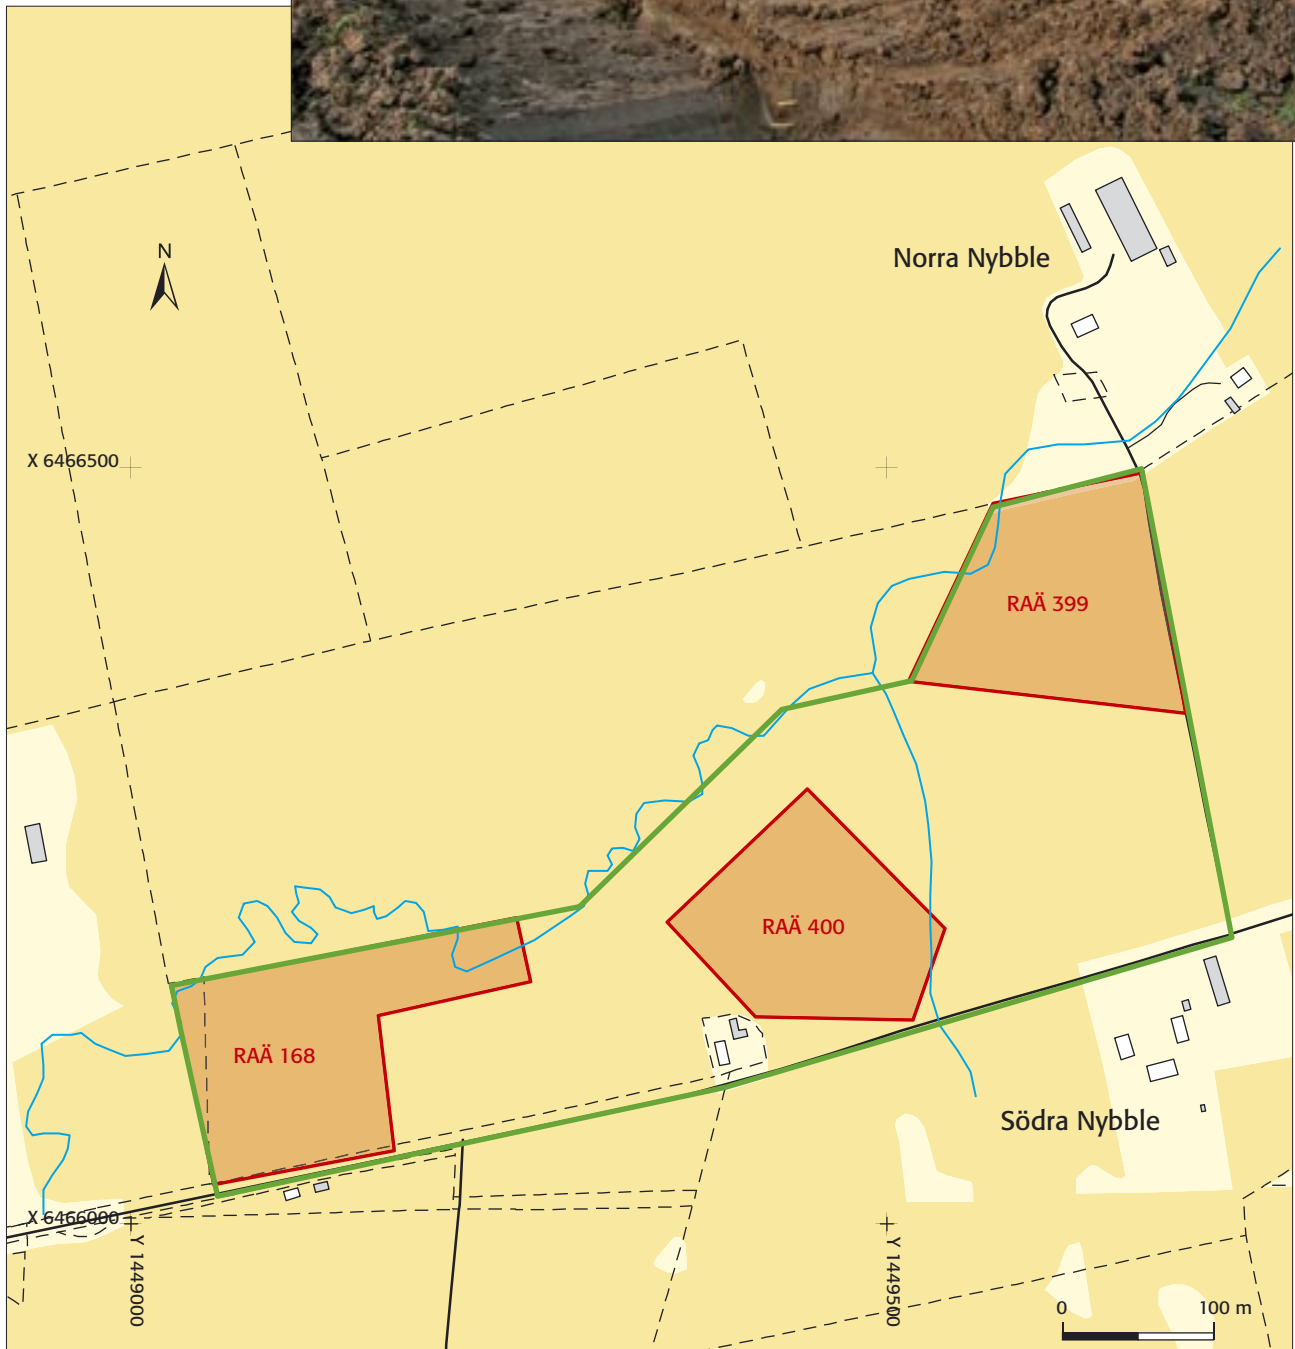 N
Norra Nybble
X 6466500
RAÄ 399
RAÄ 400
RAÄ 168
Södra Nybble
X 6466000
Y 1449000
Y 1449500
0 100 m